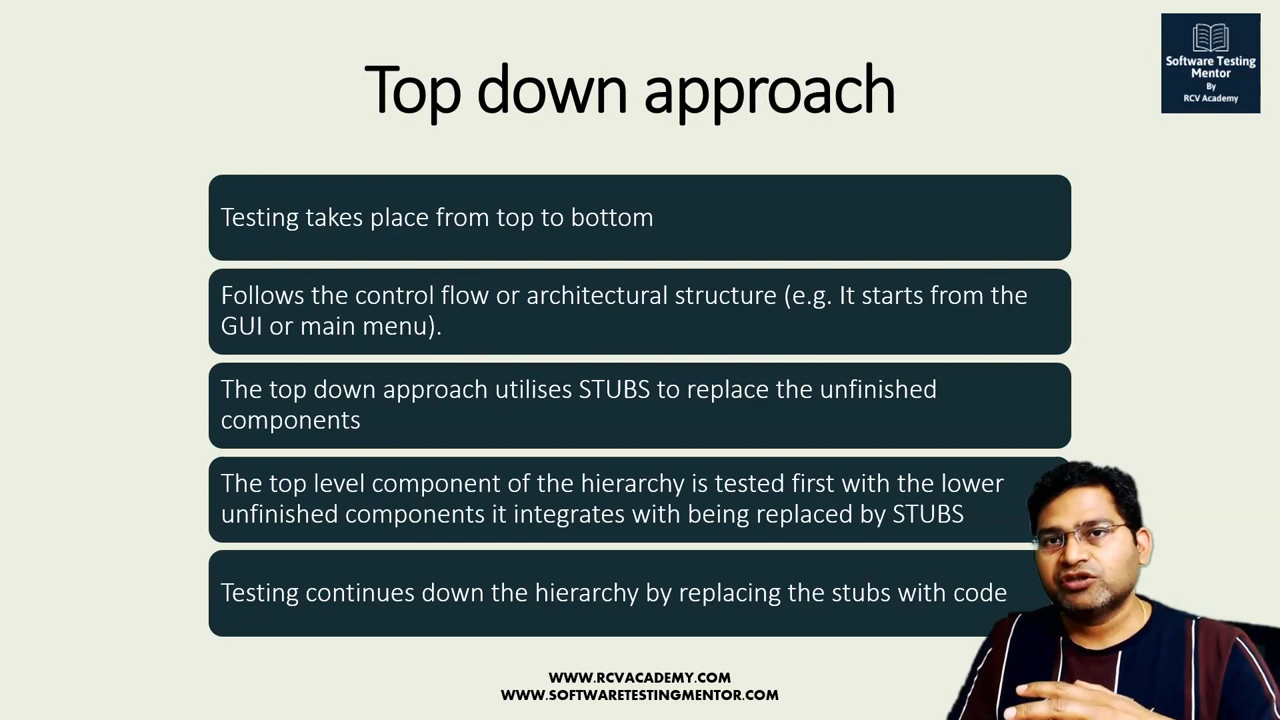 Top down approach
Software Testing
Mentor
By
RCV Academy
Testing takes place from top to bottom
Follows the control flow or architectural structure (e.g. It starts from the
GUI or main menu).
The top down approach utilises STUBS to replace the unfinished
components
The top level component of the hierarchy is tested first with the lower
unfinished components it integrates with being replaced by STUBS
Testing continues down the hierarchy by replacing the stubs with code
WWW.RCVACADEMY.COM
WWW.SOFTWARETESTINGMENTOR.COM